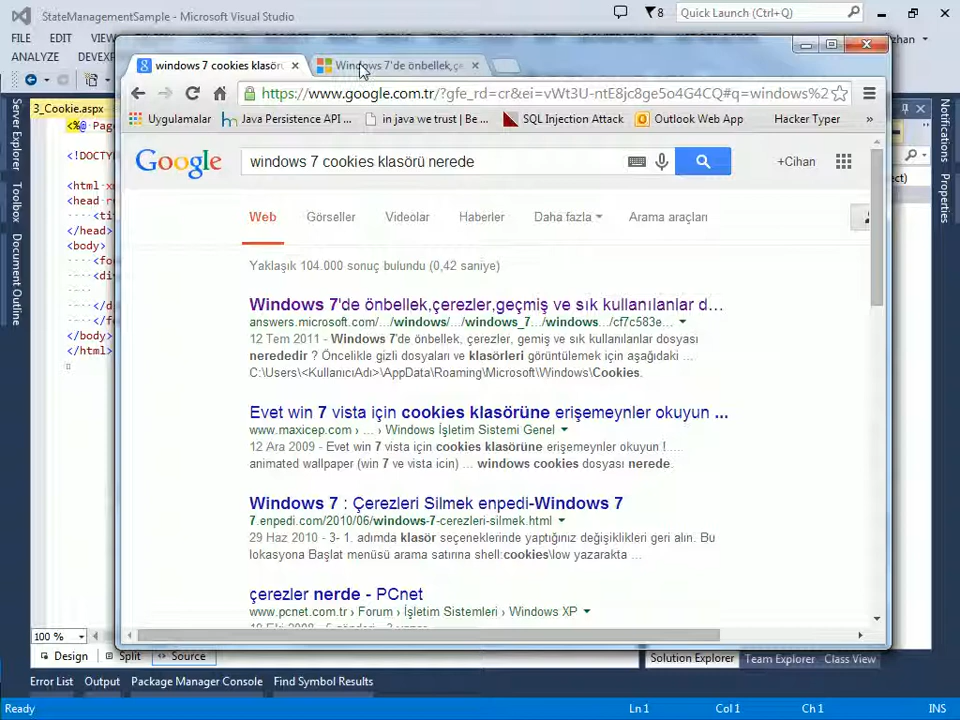 StateManagementSample - Microsoft Visual Studio
8
Quick Launch (Ctrl+Q)
FILE EDIT
ANALYZE
3_Cookie.aspx
<%@ Page
<!DOCTY
<head
</head>
<body>
</body>
</html>
windows 7 cookies klasörü
Windows 7'de önbellek,çe
https://www.google.com.tr/?gfe_rd=cr&ei=vWt3U-ntE8jc8ge5o4G4CQ#q=windows%2
Uygulamalar Java Persistence API ... in java we trust | Be ... SQL Injection Attack Outlook Web App Hacker Typer »
Google windows 7 cookies klasörü nerede +Cihan
Web Görseller Videolar Haberler Daha fazla Arama araçları
Yaklaşık 104.000 sonuç bulundu (0,42 saniye)
Windows 7'de önbellek,çerezler,geçmiş ve sık kullanılanlar d...
answers.microsoft.com/.../windows/.../windows_7.../windows.../cf7c583e...
12 Tem 2011 - Windows 7'de önbellek, çerezler, gemiş ve sık kullanılanlar dosyası
nerededir ? Öncelikle gizli dosyaları ve klasörleri görüntülemek için aşağıdaki ...
C:\Users\<KullanıcıAdı>\AppData\Roaming\Microsoft\Windows\Cookies.
Evet win 7 vista için cookies klasörüne erişemeynler okuyun ...
www.maxicep.com › ... › Windows İşletim Sistemi Genel
12 Ara 2009 - Evet win 7 vista için cookies klasörüne erişemeynler okuyun ! ....
animated wallpaper (win 7 ve vista icin) ... windows cookies dosyası nerede.
Windows 7 : Çerezleri Silmek enpedi-Windows 7
7.enpedi.com/2010/06/windows-7-cerezleri-silmek.html
29 Haz 2010 - 3- 1. adımda klasör seçeneklerinde yaptığınız değişiklikleri geri alın. Bu
lokasyona Başlat menüsü arama satırına shell:cookies\low yazarakta ...
çerezler nerde - PCnet
www.pcnet.com.tr › Forum › İşletim Sistemleri › Windows XP
Server Explorer
Toolbox
Document Outline
Notifications
Properties
100 %
Design Split Source
Solution Explorer Team Explorer Class View
Error List Output Package Manager Console Find Symbol Results
Ready Ln 1 Col 1 Ch 1 INS